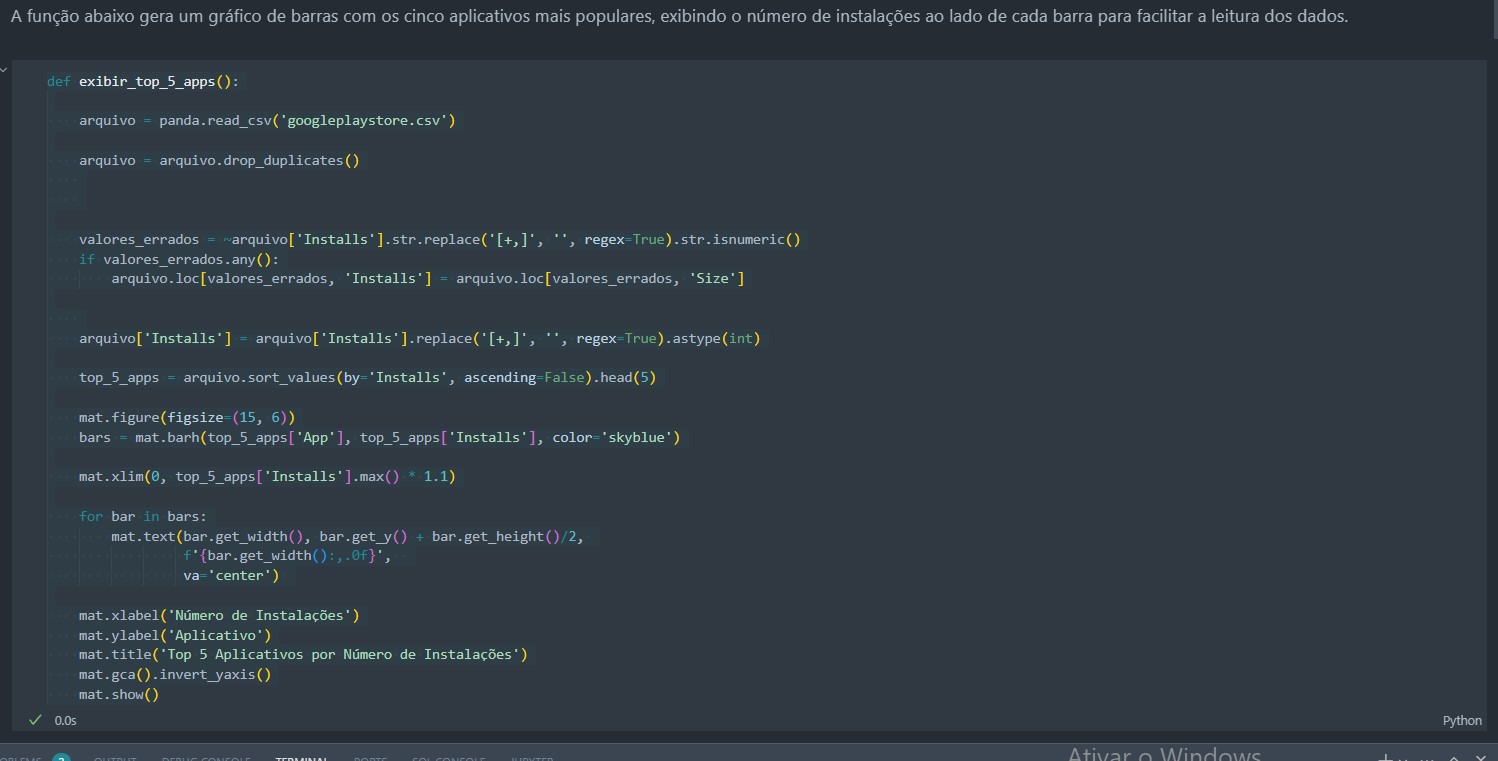 A função abaixo gera um gráfico de barras com os cinco aplicativos mais populares, exibindo o número de instalações ao lado de cada barra para facilitar a leitura dos dados.
def exibir_top_5_apps():
arquivo = panda.read_csv('googleplaystore.csv')
arquivo = arquivo.drop_duplicates()
valores_errados = ~arquivo['Installs'].str.replace('[+,]', '', regex=True).str.isnumeric()
if valores_errados.any():
arquivo.loc[valores_errados, 'Installs'] = arquivo.loc[valores_errados, 'Size']
arquivo['Installs'] = arquivo['Installs'].replace('[+,]', '', regex=True).astype(int)
top_5_apps = arquivo.sort_values(by='Installs', ascending=False).head(5)
mat.figure(figsize=(15, 6))
bars = mat.barh(top_5_apps['App'], top_5_apps['Installs'], color='skyblue')
mat.xlim(0, top_5_apps['Installs'].max() * 1.1)
for bar in bars:
mat.text(bar.get_width(), bar.get_y() + bar.get_height()/2,
f'{bar.get_width():,.0f}',
va='center')
mat.xlabel('Número de Instalações')
mat.ylabel('Aplicativo')
mat.title('Top 5 Aplicativos por Número de Instalações')
mat.gca().invert_yaxis()
mat.show()
0.0s
Python
OUTPUT DEBUG CONSOLE TERMINAL PORTS SQL CONSOLE JUPYTER
Ativar o Windows